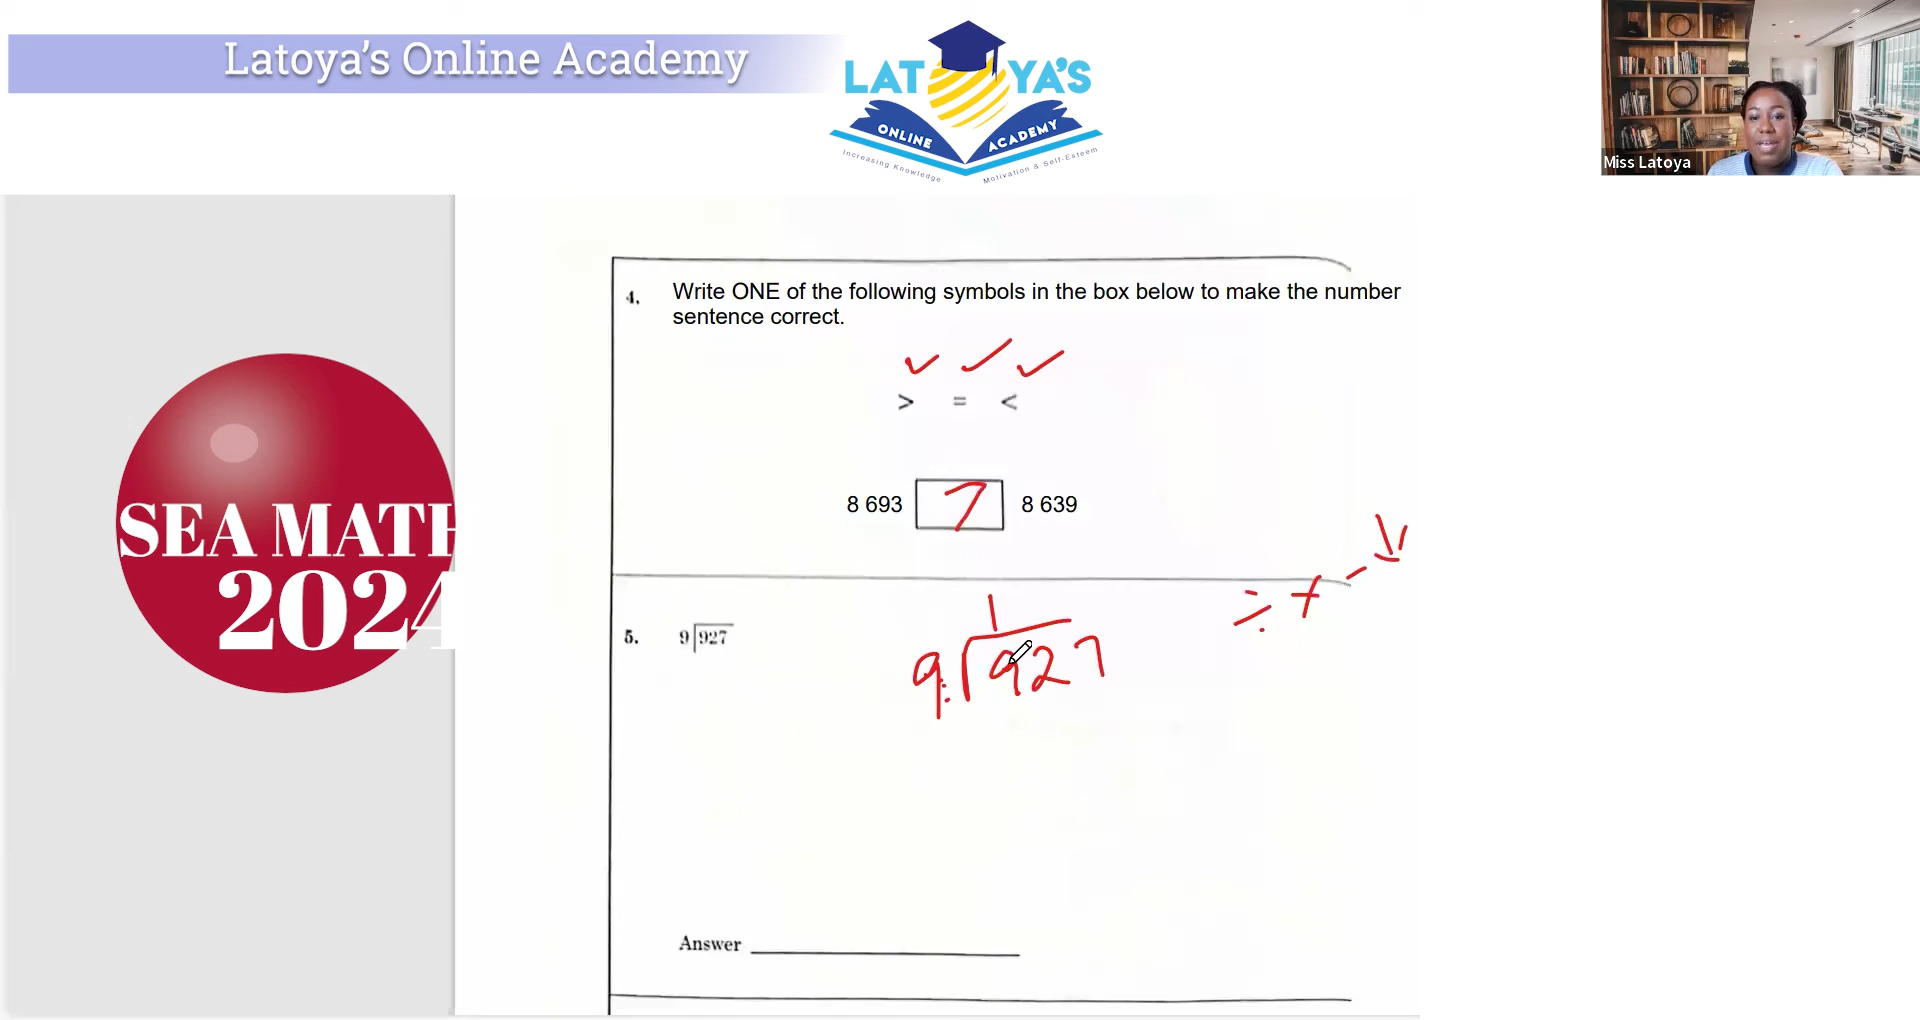 Latoya's Online Academy
LATOYA'S
ONLINE ACADEMY
Increasing Knowledge Motivation & Self-Esteem
Miss Latoya
4. Write ONE of the following symbols in the box below to make the number
sentence correct.
> = <
8 693 > 8 639
SEA MATH
2024
÷ × - ↓
1
5. 9 927 9 927
Answer